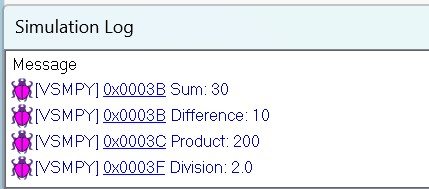 Simulation Log
Message
[VSMPY] 0x0003B Sum: 30
[VSMPY] 0x0003B Difference: 10
[VSMPY] 0x0003C Product: 200
[VSMPY] 0x0003F Division: 2.0